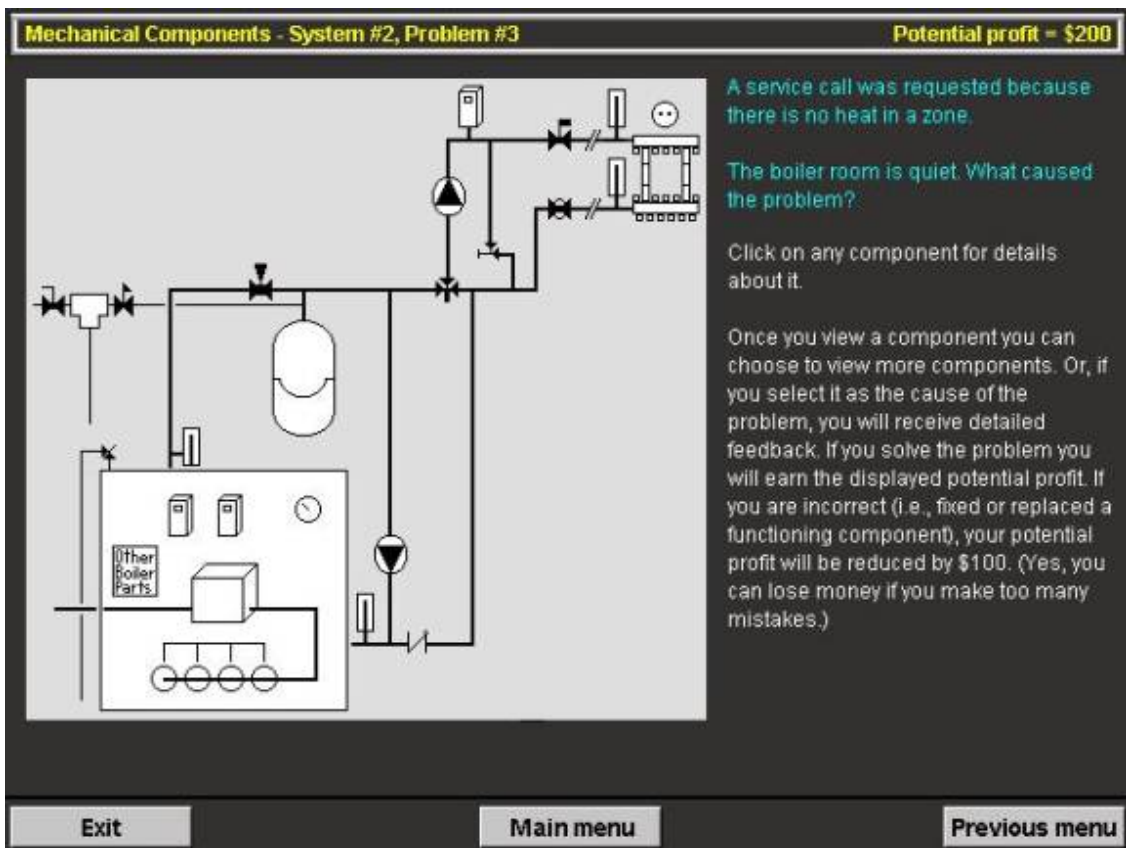 Mechanical Components - System #2, Problem #3
Potential profit = $200
A service call was requested because
there is no heat in a zone.
The boiler room is quiet. What caused
the problem?
Click on any component for details
about it.
Once you view a component you can
choose to view more components. Or, if
you select it as the cause of the
problem, you will receive detailed
feedback. If you solve the problem you
will earn the displayed potential profit. If
you are incorrect (i.e., fixed or replaced a
functioning component), your potential
profit will be reduced by $100. (Yes, you
can lose money if you make too many
mistakes.)
Other
Boiler
Parts
Exit
Main menu
Previous menu